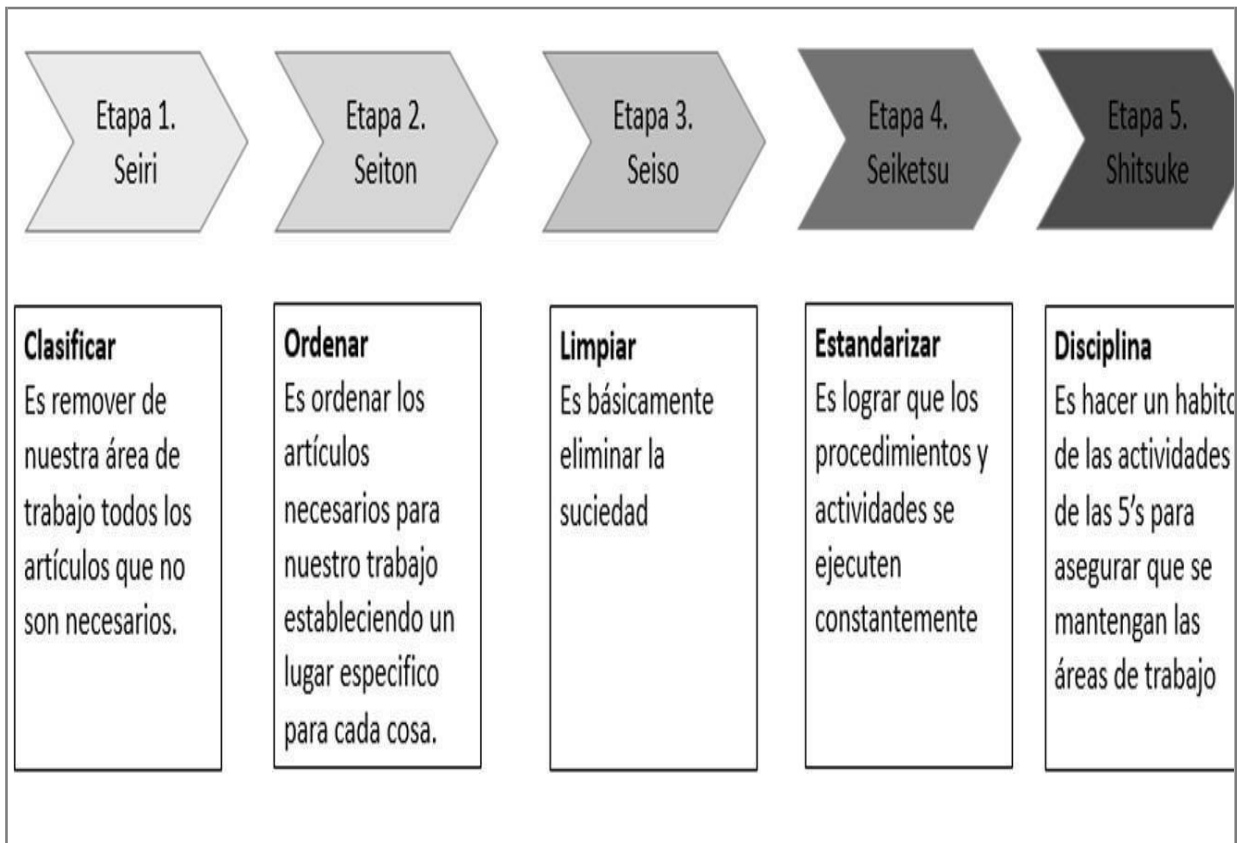 Etapa 1.
Seiri
Etapa 2.
Seiton
Etapa 3.
Seiso
Etapa 4.
Seiketsu
Etapa 5.
Shitsuke
Clasificar
Es remover de
nuestra área de
trabajo todos los
artículos que no
son necesarios.
Ordenar
Es ordenar los
artículos
necesarios para
nuestro trabajo
estableciendo un
lugar especifico
para cada cosa.
Limpiar
Es básicamente
eliminar la
suciedad
Estandarizar
Es lograr que los
procedimientos y
actividades se
ejecuten
constantemente
Disciplina
Es hacer un habito
de las actividades
de las 5's para
asegurar que se
mantengan las
áreas de trabajo